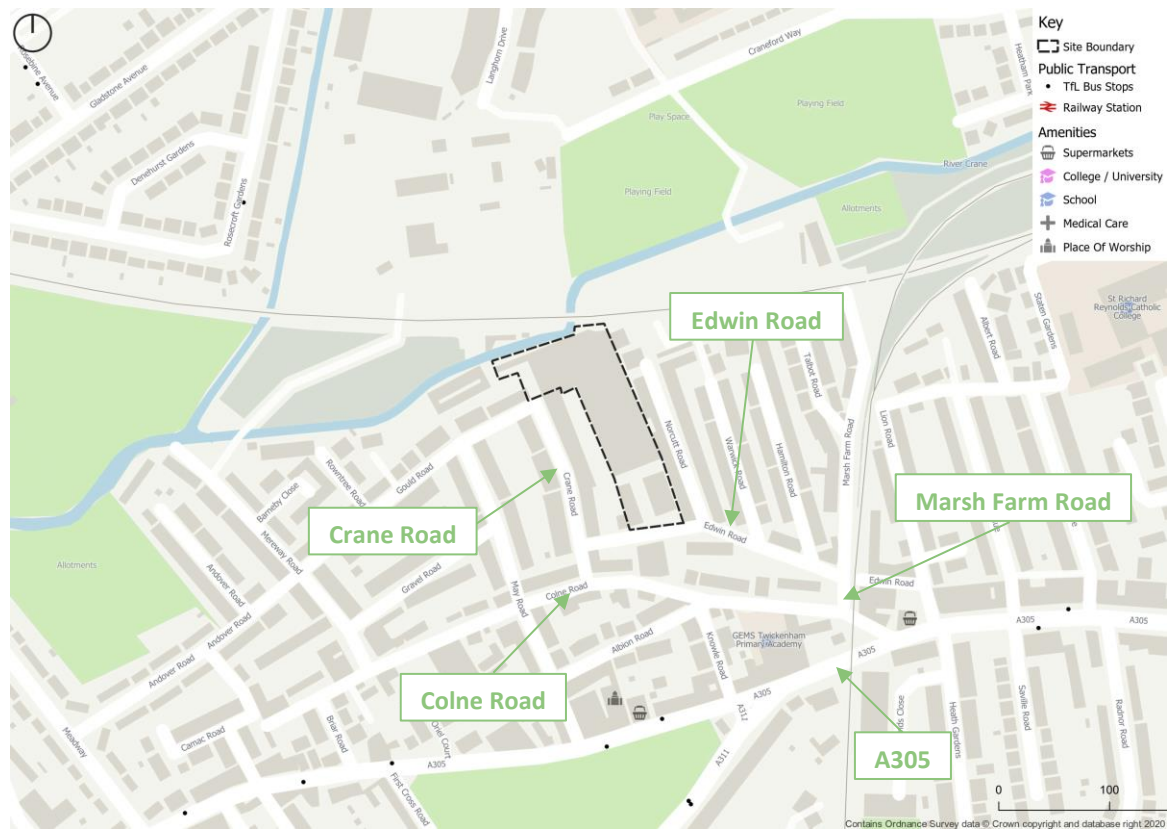 Key
Site Boundary
Public Transport
TfL Bus Stops
Railway Station
Amenities
Supermarkets
College / University
School
Medical Care
Place Of Worship
Gladstone Avenue
Langhorn Drive
Craneford Way
Heatham Park
Playing Field
Play Space
Denehurst Gardens
Rosecroft Gardens
River Crane
Playing Field
Allotments
Staten Gardens
St Richard
Reynolds Catholic
College
Albert Road
Edwin Road
Talbot Road
Lion Road
Norcutt Road
Warwick Road
Hamilton Road
Marsh Farm Road
Gould Road
Rowntree Road
Barneby Close
Mereway Road
Crane Road
Crane Road
Marsh Farm Road
Edwin Road
Allotments
Andover Road
Gravel Road
May Road
Colne Road
Edwin Road
Andover Road
Andover Road
Albion Road
Knowle Road
GEMS Twickenham
Primary Academy
A305
A305
A305
Colne Road
A305
A311
Meadway
Camac Road
Briar Road
Oriel Court
A305
First Cross Road
A311
Close
Heath Gardens
Saville Road
Radnor Road
A305
0
100
Contains Ordnance Survey data © Crown copyright and database right 2020